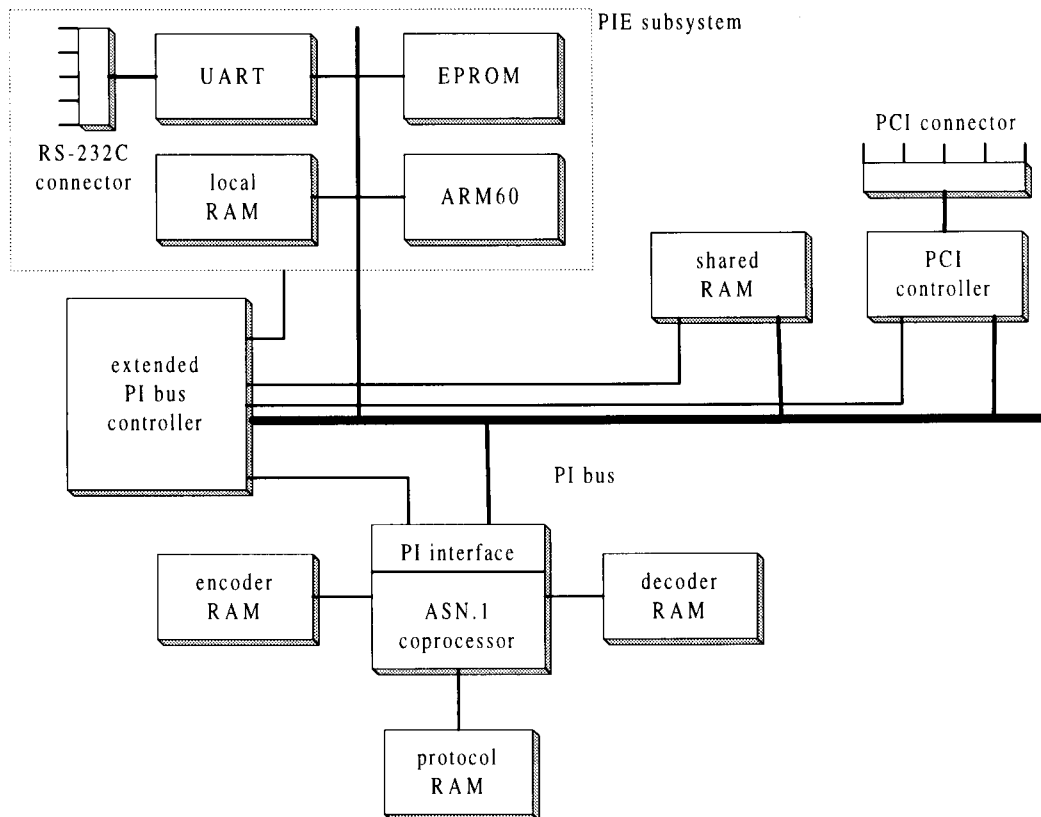 PIE subsystem
UART
EPROM
RS-232C
connector
local
RAM
ARM60
PCI connector
shared
RAM
PCI
controller
extended
PI bus
controller
PI bus
PI interface
ASN.1
coprocessor
encoder
RAM
decoder
RAM
protocol
RAM